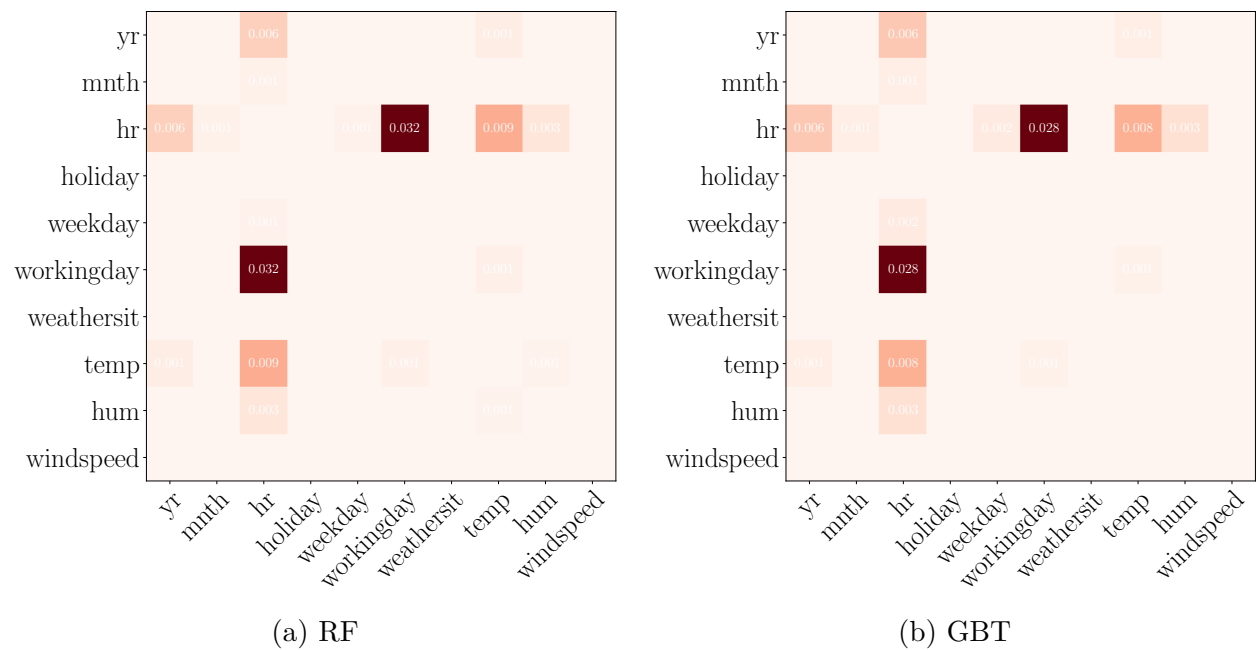 yr 0.006 0.001
mnth 0.001
hr 0.006 0.001 0.001 0.032 0.009 0.003
holiday
weekday 0.001
workingday 0.032 0.001
weathersit
temp 0.001 0.009 0.001 0.001
hum 0.003 0.001
windspeed
yr mnth hr holiday weekday workingday weathersit temp hum windspeed
(a) RF
yr 0.006 0.001
mnth 0.001
hr 0.006 0.001 0.002 0.028 0.008 0.003
holiday
weekday 0.002
workingday 0.028 0.001
weathersit
temp 0.001 0.008 0.001
hum 0.003
windspeed
yr mnth hr holiday weekday workingday weathersit temp hum windspeed
(b) GBT